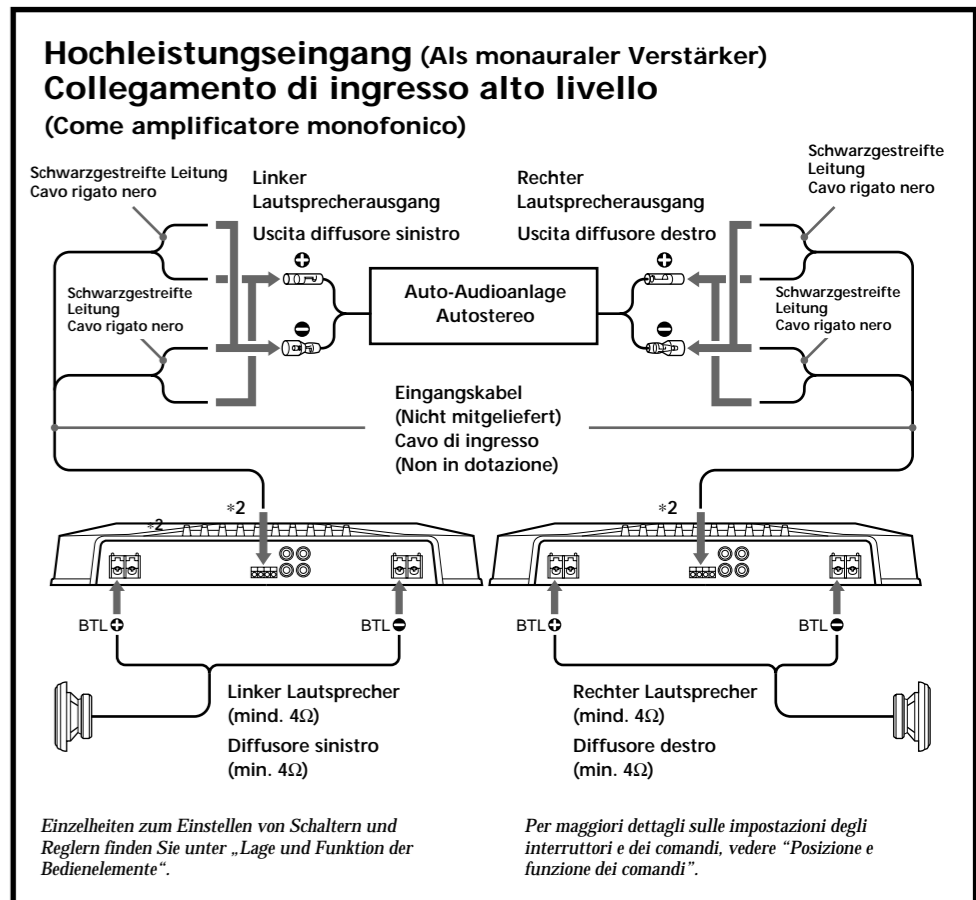 Hochleistungseingang (Als monauraler Verstärker)
Collegamento di ingresso alto livello
(Come amplificatore monofonico)
Schwarzgestreifte Leitung
Cavo rigato nero
Linker
Lautsprecherausgang
Uscita diffusore sinistro
Rechter
Lautsprecherausgang
Uscita diffusore destro
Schwarzgestreifte
Leitung
Cavo rigato nero
Schwarzgestreifte
Leitung
Cavo rigato nero
Auto-Audioanlage
Autostereo
Schwarzgestreifte
Leitung
Cavo rigato nero
Eingangskabel
(Nicht mitgeliefert)
Cavo di ingresso
(Non in dotazione)
*2
*2
*2
BTL +
BTL −
BTL +
BTL −
Linker Lautsprecher
(mind. 4Ω)
Diffusore sinistro
(min. 4Ω)
Rechter Lautsprecher
(mind. 4Ω)
Diffusore destro
(min. 4Ω)
Einzelheiten zum Einstellen von Schaltern und
Reglern finden Sie unter „Lage und Funktion der
Bedienelemente“.
Per maggiori dettagli sulle impostazioni degli
interruttori e dei comandi, vedere “Posizione e
funzione dei comandi”.